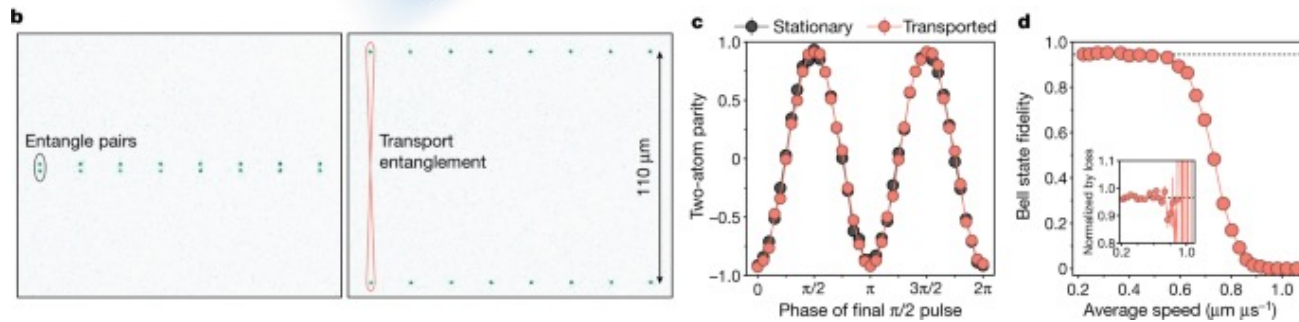 b
Entangle pairs
Transport
entanglement
110 μm
c
Stationary
Transported
Two-atom parity
1.0
0.5
0
−0.5
−1.0
0
π/2
π
3π/2
2π
Phase of final π/2 pulse
d
Bell state fidelity
1.0
0.8
0.6
0.4
0.2
0
Normalized by loss
1.1
1.0
0.9
0.8
0.2
1.0
0.2
0.4
0.6
0.8
1.0
Average speed (μm μs⁻¹)